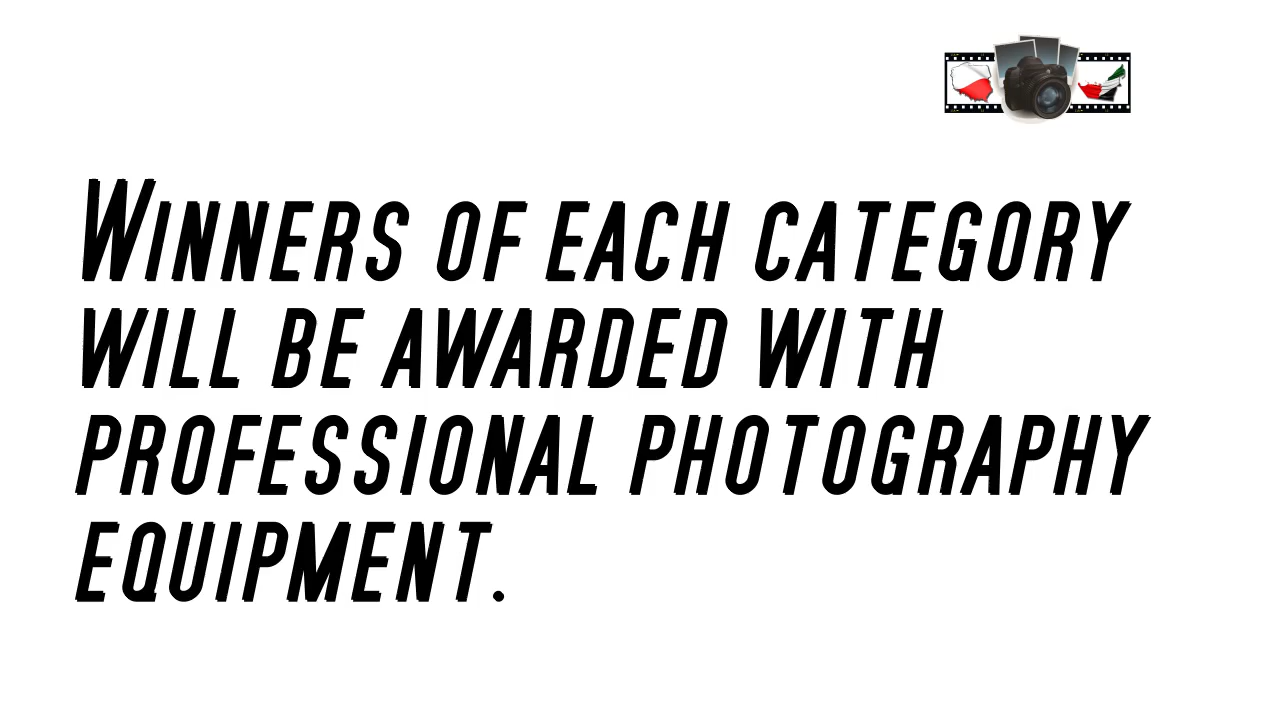 Winners of each category
will be awarded with
professional photography
equipment.